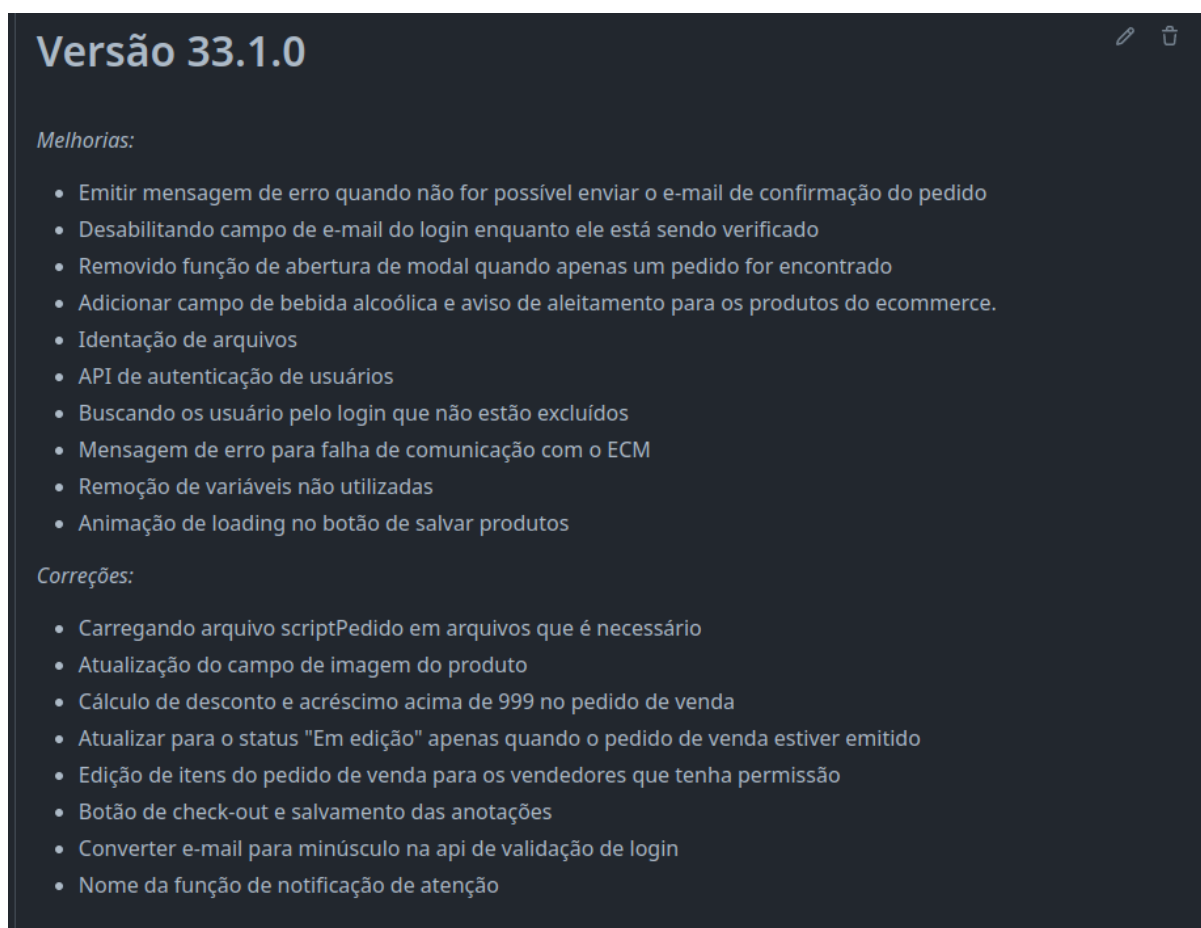 Versão 33.1.0
Melhorias:
Emitir mensagem de erro quando não for possível enviar o e-mail de confirmação do pedido
Desabilitando campo de e-mail do login enquanto ele está sendo verificado
Removido função de abertura de modal quando apenas um pedido for encontrado
Adicionar campo de bebida alcoólica e aviso de aleitamento para os produtos do ecommerce.
Identação de arquivos
API de autenticação de usuários
Buscando os usuário pelo login que não estão excluídos
Mensagem de erro para falha de comunicação com o ECM
Remoção de variáveis não utilizadas
Animação de loading no botão de salvar produtos
Correções:
Carregando arquivo scriptPedido em arquivos que é necessário
Atualização do campo de imagem do produto
Cálculo de desconto e acréscimo acima de 999 no pedido de venda
Atualizar para o status "Em edição" apenas quando o pedido de venda estiver emitido
Edição de itens do pedido de venda para os vendedores que tenha permissão
Botão de check-out e salvamento das anotações
Converter e-mail para minúsculo na api de validação de login
Nome da função de notificação de atenção